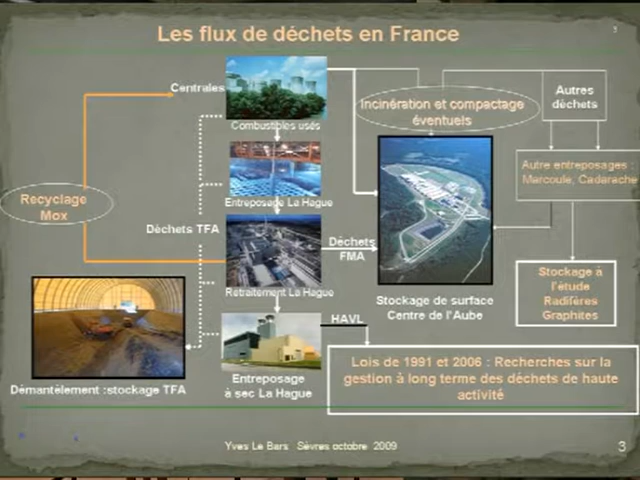 Les flux de déchets en France
3
Centrales
Combustibles usés
Incinération et compactage
éventuels
Autres
déchets
Entreposage La Hague
Autre entreposages :
Marcoule, Cadarache
Recyclage
Mox
Déchets TFA
Déchets
FMA
Retraitement La Hague
Stockage de surface
Centre de l'Aube
Stockage à
l'étude
Radifères
Graphites
HAVL
Démantèlement :stockage TFA
Entreposage
à sec La Hague
Lois de 1991 et 2006 : Recherches sur la
gestion à long terme des déchets de haute
activité
Yves Le Bars Sèvres octobre 2009
3